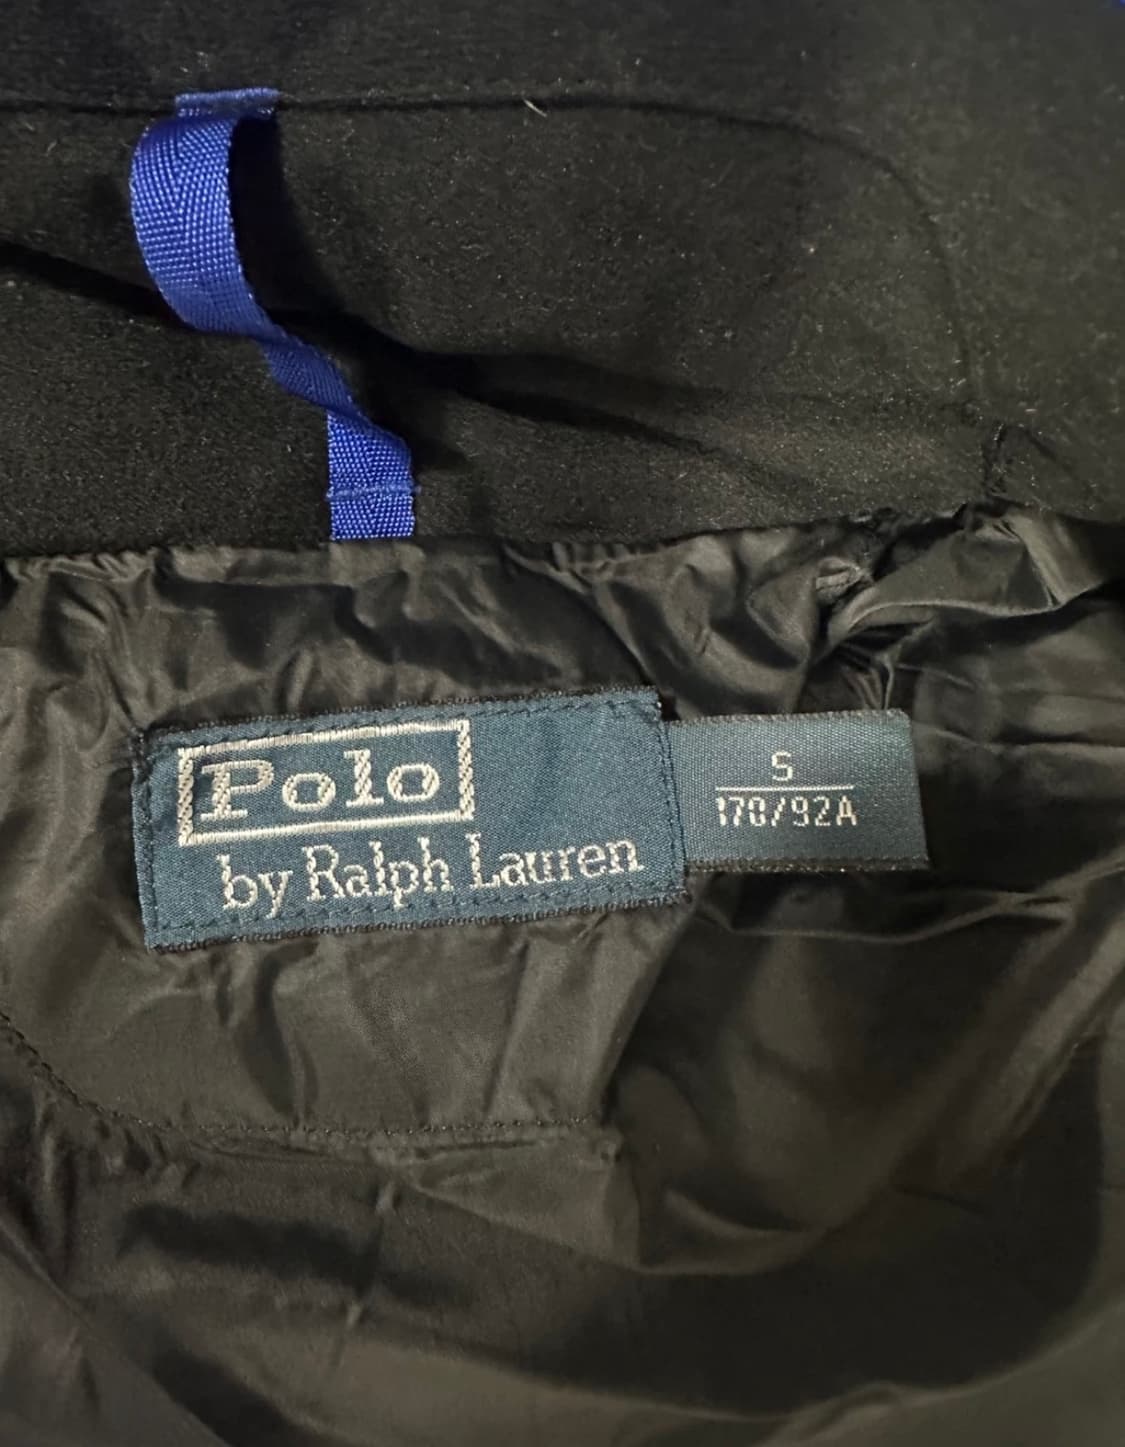 Polo
by Ralph Lauren
S
170/92A